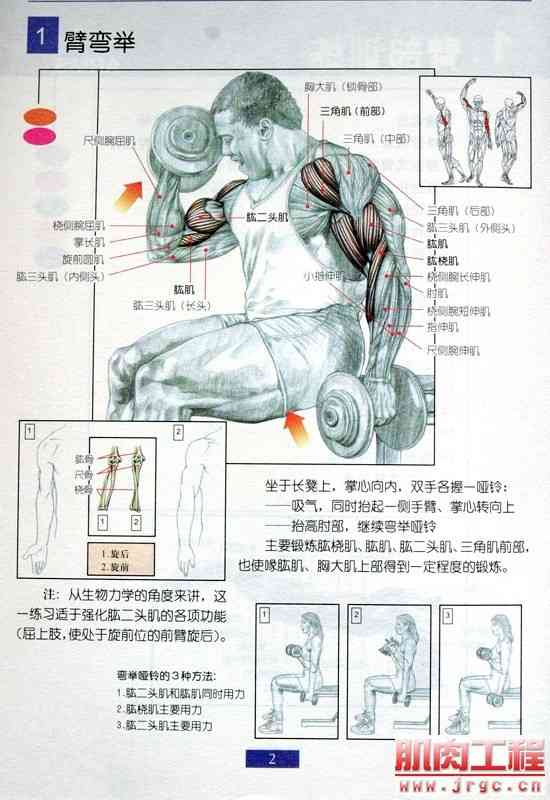 1 臂弯举
胸大肌（锁骨部）
三角肌（前部）
三角肌（中部）
尺侧腕屈肌
三角肌（后部）
肱三头肌（外侧头）
肱肌
肱桡肌
桡侧腕长伸肌
肘肌
桡侧腕短伸肌
指伸肌
尺侧腕伸肌
肱二头肌
小指伸肌
桡侧腕屈肌
掌长肌
旋前圆肌
肱三头肌（内侧头）
肱肌
肱三头肌（长头）
1
2
肱骨
尺骨
桡骨
1
2
1.旋后
2.旋前
坐于长凳上，掌心向内，双手各握一哑铃：
——吸气，同时抬起一侧手臂、掌心转向上
——抬高肘部，继续弯举哑铃
主要锻炼肱桡肌、肱肌、肱二头肌、三角肌前部，
也使喙肱肌、胸大肌上部得到一定程度的锻炼。
注：从生物力学的角度来讲，这
一练习适于强化肱二头肌的各项功能
（屈上肢，使处于旋前位的前臂旋后）。
1
2
3
弯举哑铃的3种方法：
1.肱二头肌和肱肌同时用力
2.肱桡肌主要用力
3.肱二头肌主要用力
2
肌肉工程
www.jrgc.cn